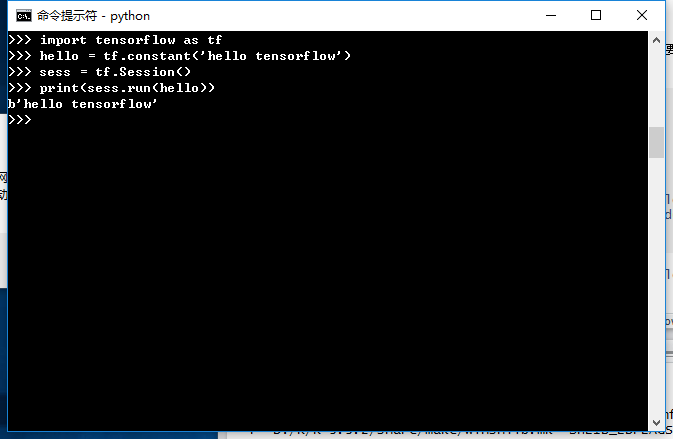 命令提示符 - python
>>> import tensorflow as tf
>>> hello = tf.constant('hello tensorflow')
>>> sess = tf.Session()
>>> print(sess.run(hello))
b'hello tensorflow'
>>>